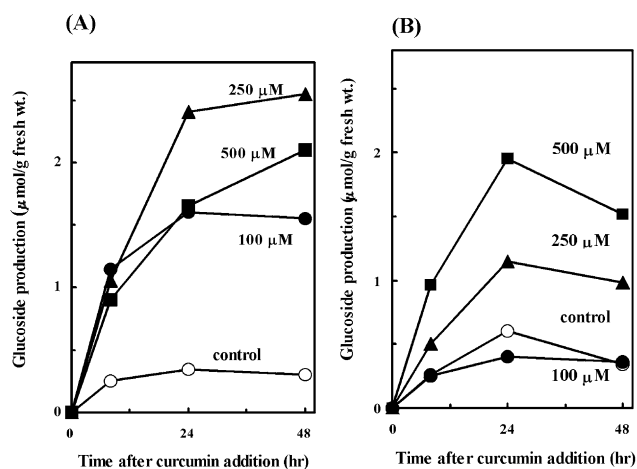 (A)
Glucoside production (μmol/g fresh wt.)
2
1
0
250 μM
500 μM
100 μM
control
0
24
48
Time after curcumin addition (hr)
(B)
Glucoside production (μmol/g fresh wt.)
2
1
0
500 μM
250 μM
control
100 μM
0
24
48
Time after curcumin addition (hr)